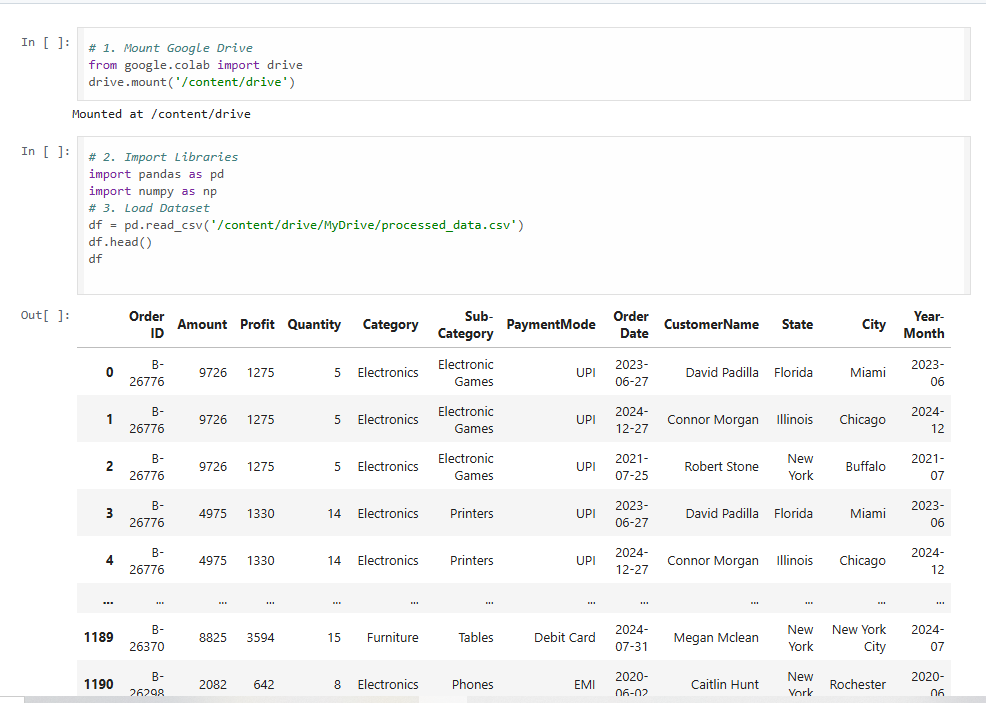 In [ ]:
# 1. Mount Google Drive
from google.colab import drive
drive.mount('/content/drive')
Mounted at /content/drive
In [ ]:
# 2. Import Libraries
import pandas as pd
import numpy as np
# 3. Load Dataset
df = pd.read_csv('/content/drive/MyDrive/processed_data.csv')
df.head()
df
Out[ ]:
Order ID Amount Profit Quantity Category Sub-Category PaymentMode Order Date CustomerName State City Year-Month
0 B-26776 9726 1275 5 Electronics Electronic Games UPI 2023-06-27 David Padilla Florida Miami 2023-06
1 B-26776 9726 1275 5 Electronics Electronic Games UPI 2024-12-27 Connor Morgan Illinois Chicago 2024-12
2 B-26776 9726 1275 5 Electronics Electronic Games UPI 2021-07-25 Robert Stone New York Buffalo 2021-07
3 B-26776 4975 1330 14 Electronics Printers UPI 2023-06-27 David Padilla Florida Miami 2023-06
4 B-26776 4975 1330 14 Electronics Printers UPI 2024-12-27 Connor Morgan Illinois Chicago 2024-12
... ... ... ... ... ... ... ... ... ... ... ... ...
1189 B-26370 8825 3594 15 Furniture Tables Debit Card 2024-07-31 Megan Mclean New York New York City 2024-07
1190 B-26298 2082 642 8 Electronics Phones EMI 2020-06-02 Caitlin Hunt New York Rochester 2020-06